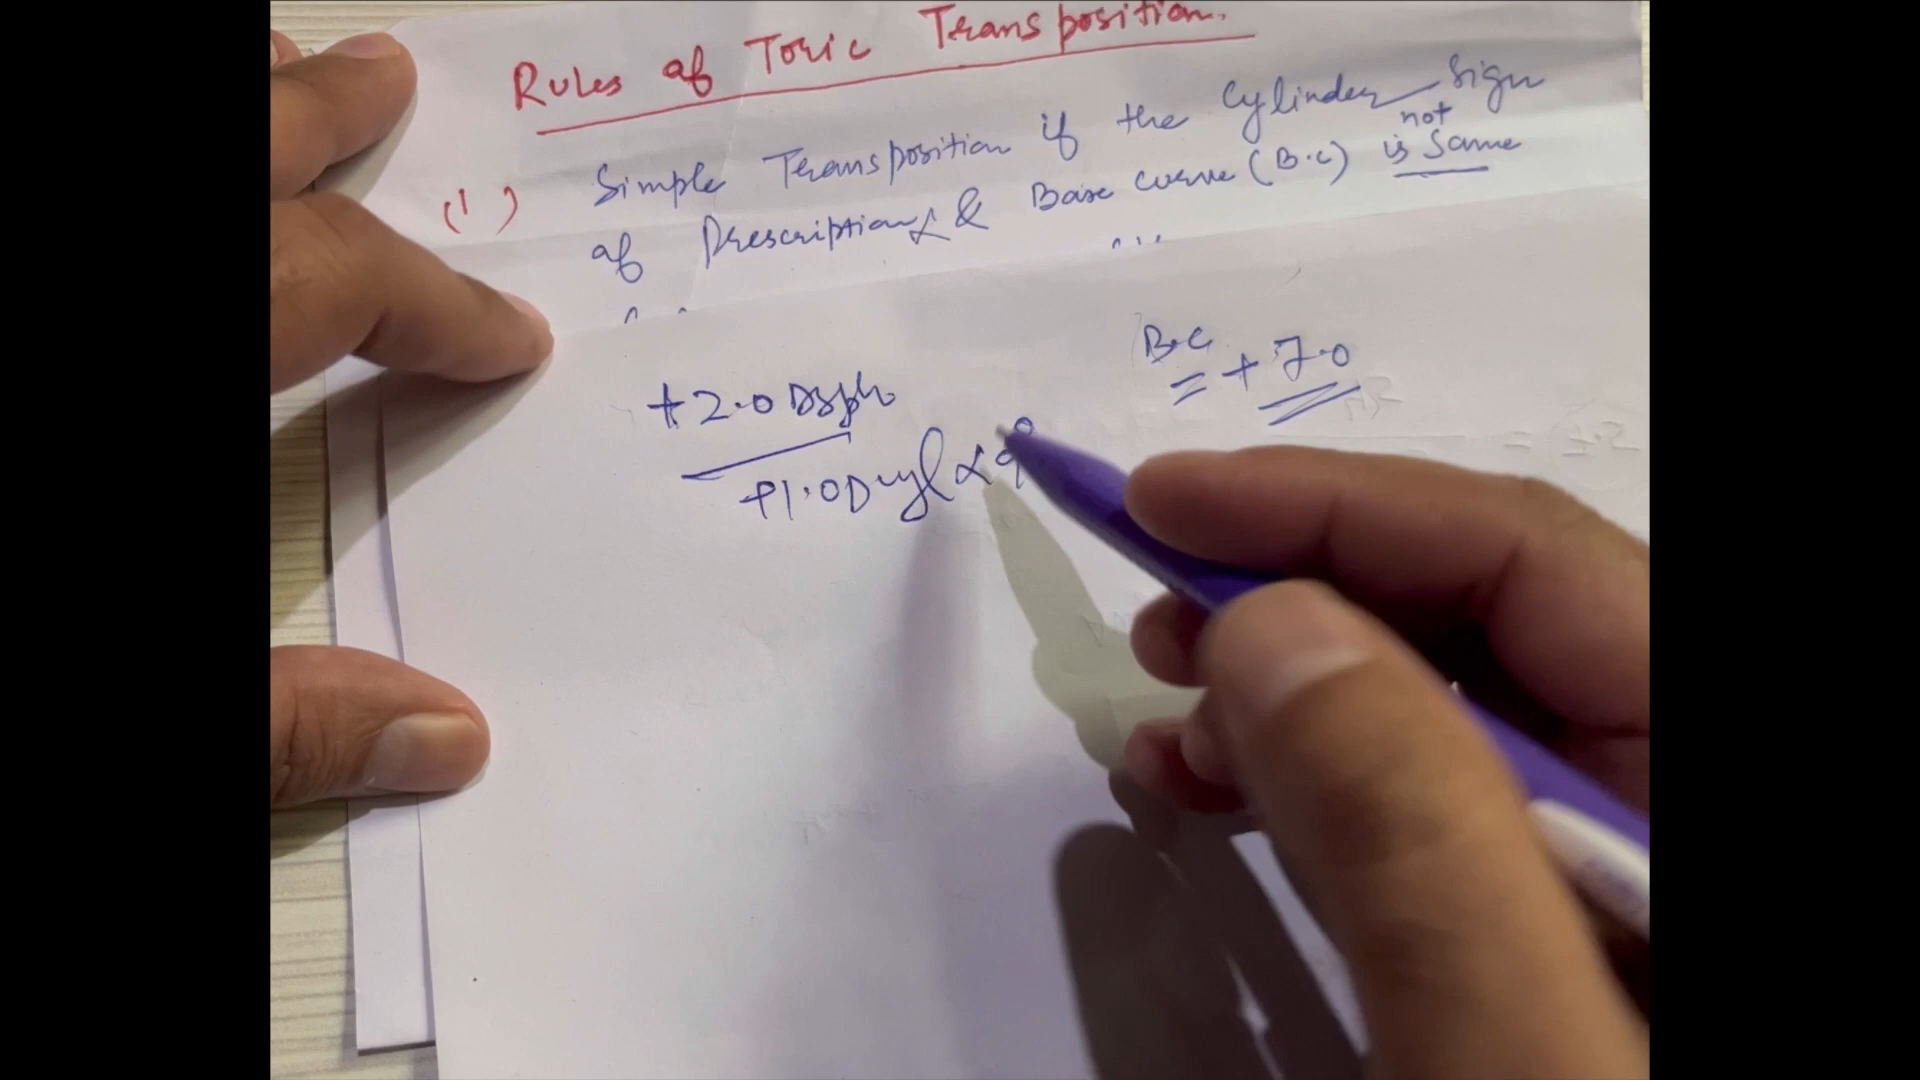 Rules of Toric Transposition.
(1) Simple Transposition if the Cylinder Sign
not
of Prescription & Base curve (B.C) is Same
B.C + 7.0
+2.0 Dsph
+1.0 Dcyl x 9